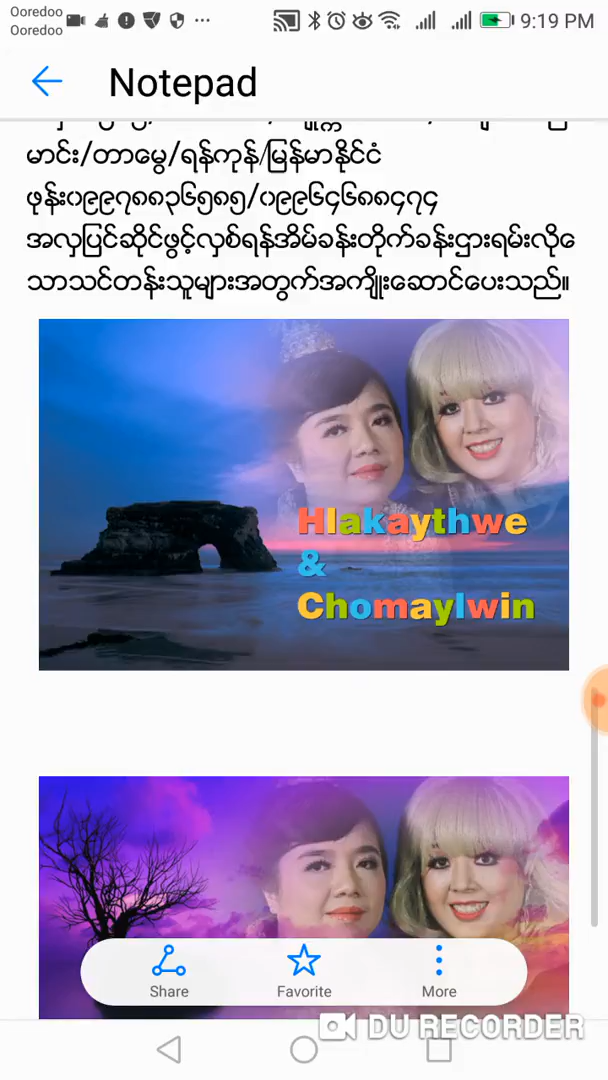 Ooredoo
Ooredoo
9:19 PM
Notepad
မာင်း/တာမွေ/ရန်ကုန်/မြန်မာနိုင်ငံ
ဖုန်း၀၉၉၇၈၈၃၆၅၈၅/၀၉၉၆၄၆၈၈၄၇၄
အလှပြင်ဆိုင်ဖွင့်လှစ်ရန်အိမ်ခန်းတိုက်ခန်းဌားရမ်းလိုေ
သာသင်တန်းသူများအတွက်အကျိုးဆောင်ပေးသည်။
Hlakaythwe
&
Chomaylwin
Share
Favorite
More
DU RECORDER